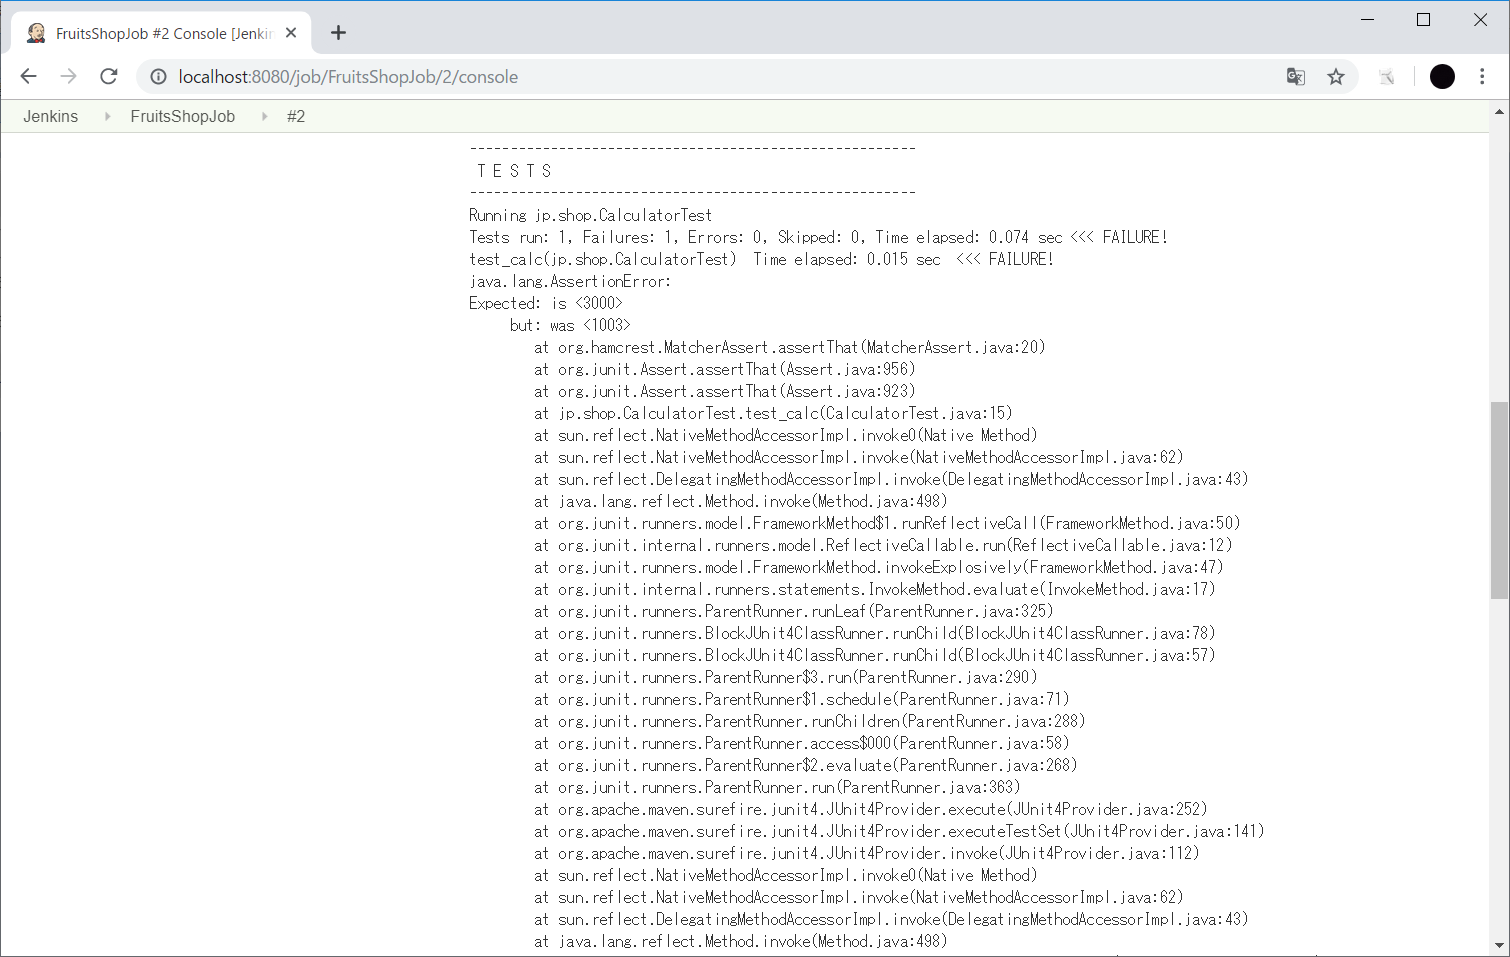 FruitsShopJob #2 Console [Jenkin
localhost:8080/job/FruitsShopJob/2/console
Jenkins FruitsShopJob #2
-------------------------------------------------------
T E S T S
-------------------------------------------------------
Running jp.shop.CalculatorTest
Tests run: 1, Failures: 1, Errors: 0, Skipped: 0, Time elapsed: 0.074 sec <<< FAILURE!
test_calc(jp.shop.CalculatorTest)  Time elapsed: 0.015 sec  <<< FAILURE!
java.lang.AssertionError:
Expected: is <3000>
     but: was <1003>
at org.hamcrest.MatcherAssert.assertThat(MatcherAssert.java:20)
at org.junit.Assert.assertThat(Assert.java:956)
at org.junit.Assert.assertThat(Assert.java:923)
at jp.shop.CalculatorTest.test_calc(CalculatorTest.java:15)
at sun.reflect.NativeMethodAccessorImpl.invoke0(Native Method)
at sun.reflect.NativeMethodAccessorImpl.invoke(NativeMethodAccessorImpl.java:62)
at sun.reflect.DelegatingMethodAccessorImpl.invoke(DelegatingMethodAccessorImpl.java:43)
at java.lang.reflect.Method.invoke(Method.java:498)
at org.junit.runners.model.FrameworkMethod$1.runReflectiveCall(FrameworkMethod.java:50)
at org.junit.internal.runners.model.ReflectiveCallable.run(ReflectiveCallable.java:12)
at org.junit.runners.model.FrameworkMethod.invokeExplosively(FrameworkMethod.java:47)
at org.junit.internal.runners.statements.InvokeMethod.evaluate(InvokeMethod.java:17)
at org.junit.runners.ParentRunner.runLeaf(ParentRunner.java:325)
at org.junit.runners.BlockJUnit4ClassRunner.runChild(BlockJUnit4ClassRunner.java:78)
at org.junit.runners.BlockJUnit4ClassRunner.runChild(BlockJUnit4ClassRunner.java:57)
at org.junit.runners.ParentRunner$3.run(ParentRunner.java:290)
at org.junit.runners.ParentRunner$1.schedule(ParentRunner.java:71)
at org.junit.runners.ParentRunner.runChildren(ParentRunner.java:288)
at org.junit.runners.ParentRunner.access$000(ParentRunner.java:58)
at org.junit.runners.ParentRunner$2.evaluate(ParentRunner.java:268)
at org.junit.runners.ParentRunner.run(ParentRunner.java:363)
at org.apache.maven.surefire.junit4.JUnit4Provider.execute(JUnit4Provider.java:252)
at org.apache.maven.surefire.junit4.JUnit4Provider.executeTestSet(JUnit4Provider.java:141)
at org.apache.maven.surefire.junit4.JUnit4Provider.invoke(JUnit4Provider.java:112)
at sun.reflect.NativeMethodAccessorImpl.invoke0(Native Method)
at sun.reflect.NativeMethodAccessorImpl.invoke(NativeMethodAccessorImpl.java:62)
at sun.reflect.DelegatingMethodAccessorImpl.invoke(DelegatingMethodAccessorImpl.java:43)
at java.lang.reflect.Method.invoke(Method.java:498)